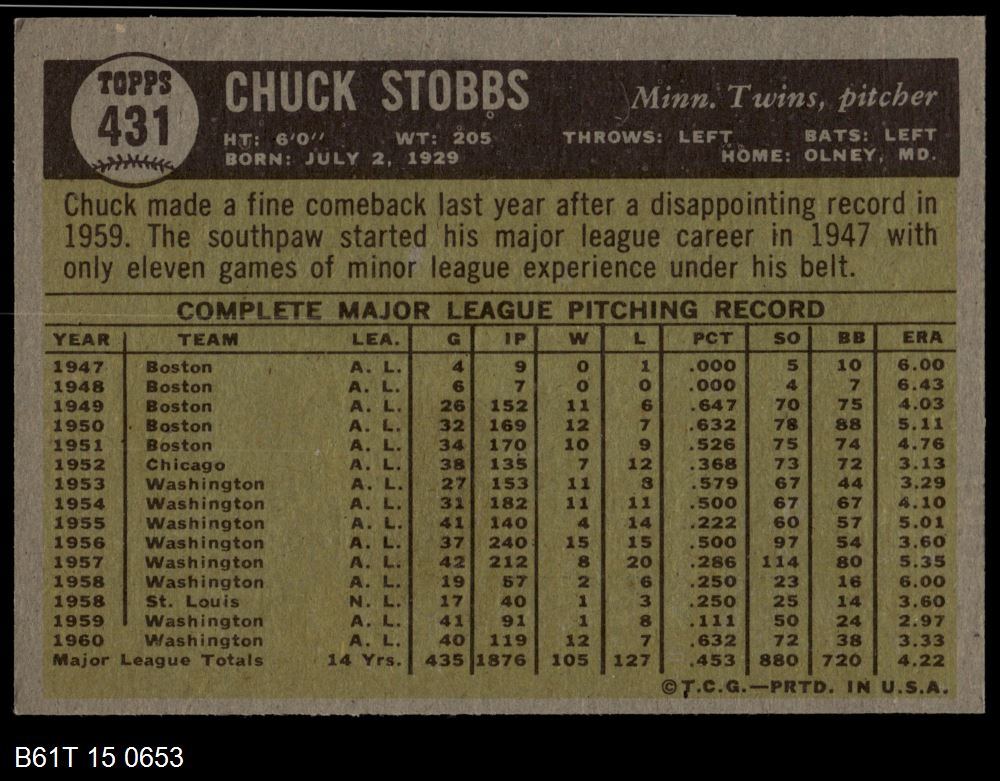 TOPPS
431
CHUCK STOBBS
Minn. Twins, pitcher
HT: 6'0'' WT: 205 THROWS: LEFT BATS: LEFT
BORN: JULY 2, 1929 HOME: OLNEY, MD.
Chuck made a fine comeback last year after a disappointing record in
1959. The southpaw started his major league career in 1947 with
only eleven games of minor league experience under his belt.
COMPLETE MAJOR LEAGUE PITCHING RECORD
YEAR TEAM LEA. G IP W L PCT SO BB ERA
1947 Boston A. L. 4 9 0 1 .000 5 10 6.00
1948 Boston A. L. 6 7 0 0 .000 4 7 6.43
1949 Boston A. L. 26 152 11 6 .647 70 75 4.03
1950 Boston A. L. 32 169 12 7 .632 78 88 5.11
1951 Boston A. L. 34 170 10 9 .526 75 74 4.76
1952 Chicago A. L. 38 135 7 12 .368 73 72 3.13
1953 Washington A. L. 27 153 11 8 .579 67 44 3.29
1954 Washington A. L. 31 182 11 11 .500 67 67 4.10
1955 Washington A. L. 41 140 4 14 .222 60 57 5.01
1956 Washington A. L. 37 240 15 15 .500 97 54 3.60
1957 Washington A. L. 42 212 8 20 .286 114 80 5.35
1958 Washington A. L. 19 57 2 6 .250 23 16 6.00
1958 St. Louis N. L. 17 40 1 3 .250 25 14 3.60
1959 Washington A. L. 41 91 1 8 .111 50 24 2.97
1960 Washington A. L. 40 119 12 7 .632 72 38 3.33
Major League Totals 14 Yrs. 435 1876 105 127 .453 880 720 4.22
©T.C.G.—PRTD. IN U.S.A.
B61T 15 0653